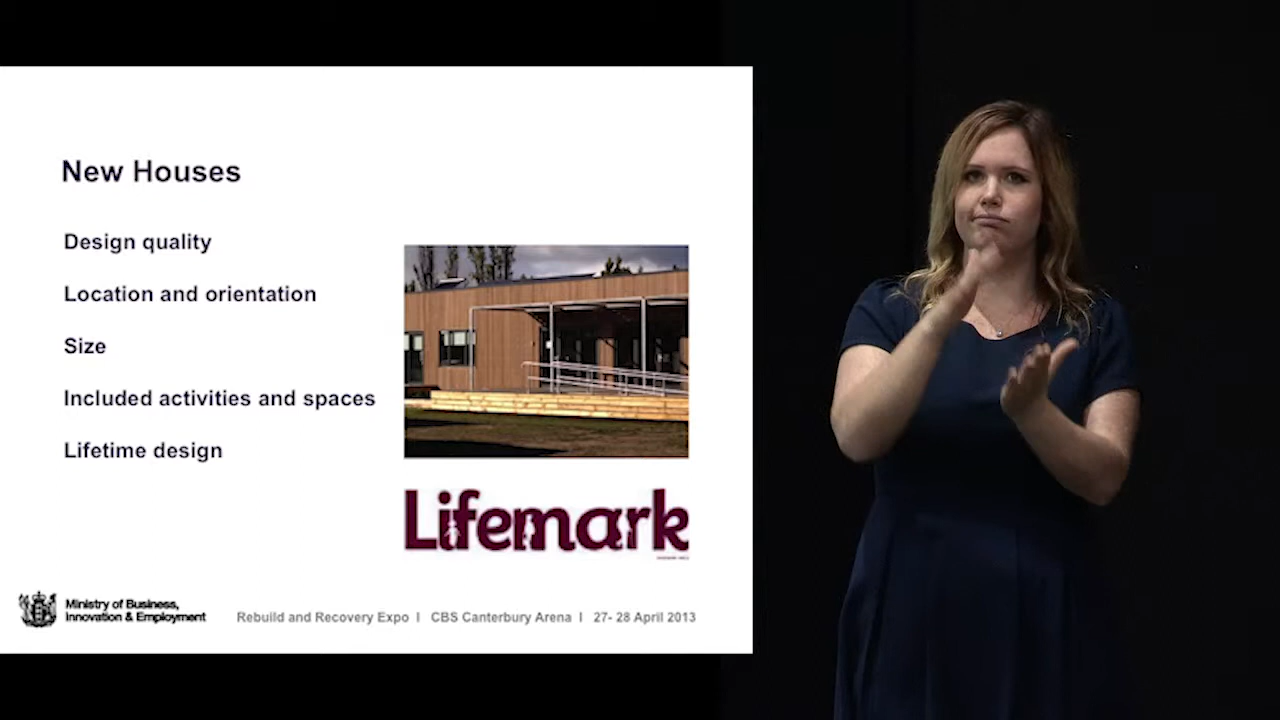 New Houses
Design quality
Location and orientation
Size
Included activities and spaces
Lifetime design
Lifemark
Ministry of Business,
Innovation & Employment
Rebuild and Recovery Expo I CBS Canterbury Arena I 27- 28 April 2013